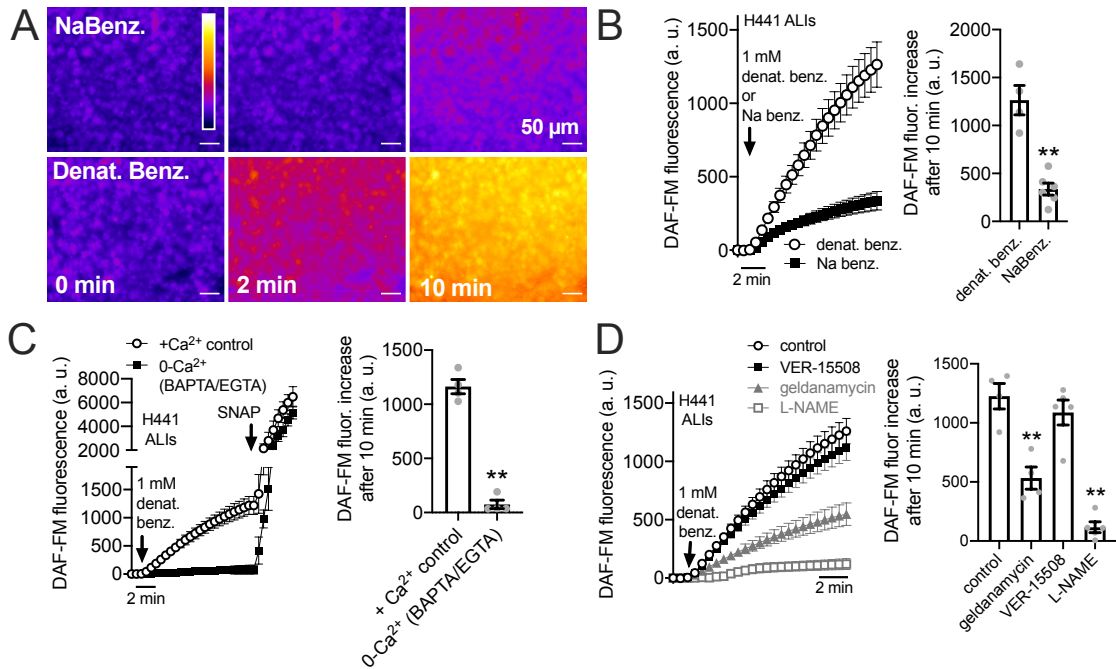 A
NaBenz.
50 µm
Denat. Benz.
0 min
2 min
10 min
B
H441 ALIs
DAF-FM fluorescence (a. u.)
1500
1000
500
0
1 mM
denat. benz.
or
Na benz.
denat. benz.
Na benz.
2 min
DAF-FM fluor. increase
after 10 min (a. u.)
2000
1500
1000
500
0
**
denat. benz.
NaBenz.
C
+Ca²⁺ control
0-Ca²⁺
(BAPTA/EGTA)
DAF-FM fluorescence (a. u.)
8000
6000
4000
2000
1500
1000
500
0
H441
ALIs
SNAP
1 mM
denat.
benz.
2 min
DAF-FM fluor. increase
after 10 min (a. u.)
1500
1000
500
0
**
+ Ca²⁺ control
0-Ca²⁺ (BAPTA/EGTA)
D
control
VER-15508
geldanamycin
L-NAME
DAF-FM fluorescence (a. u.)
1500
1000
500
0
H441
ALIs
1 mM
denat.
benz.
2 min
DAF-FM fluor increase
after 10 min (a. u.)
1500
1000
500
0
**
**
control
geldanamycin
VER-15508
L-NAME